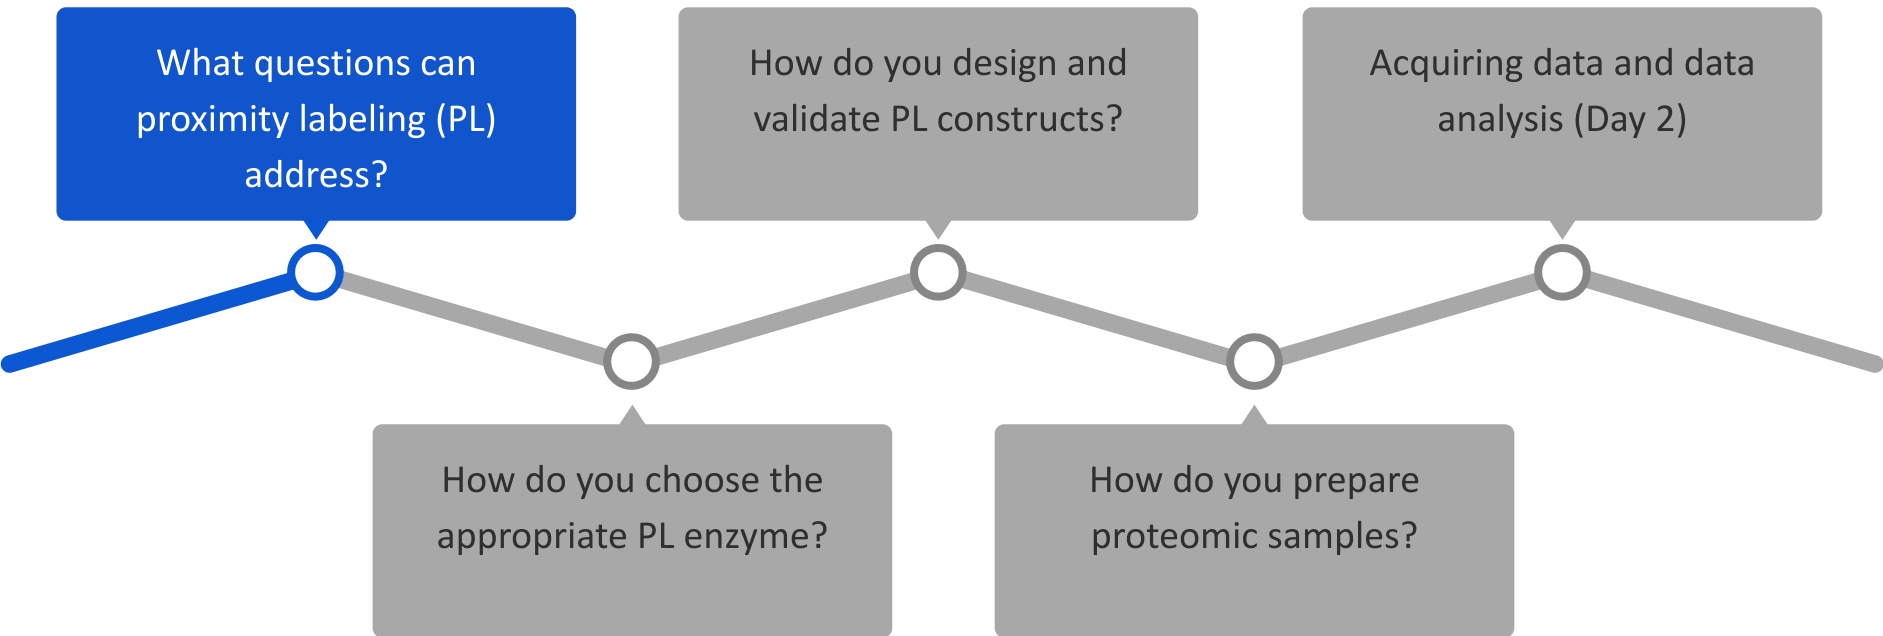 What questions can
proximity labeling (PL)
address?
How do you choose the
appropriate PL enzyme?
How do you design and
validate PL constructs?
How do you prepare
proteomic samples?
Acquiring data and data
analysis (Day 2)